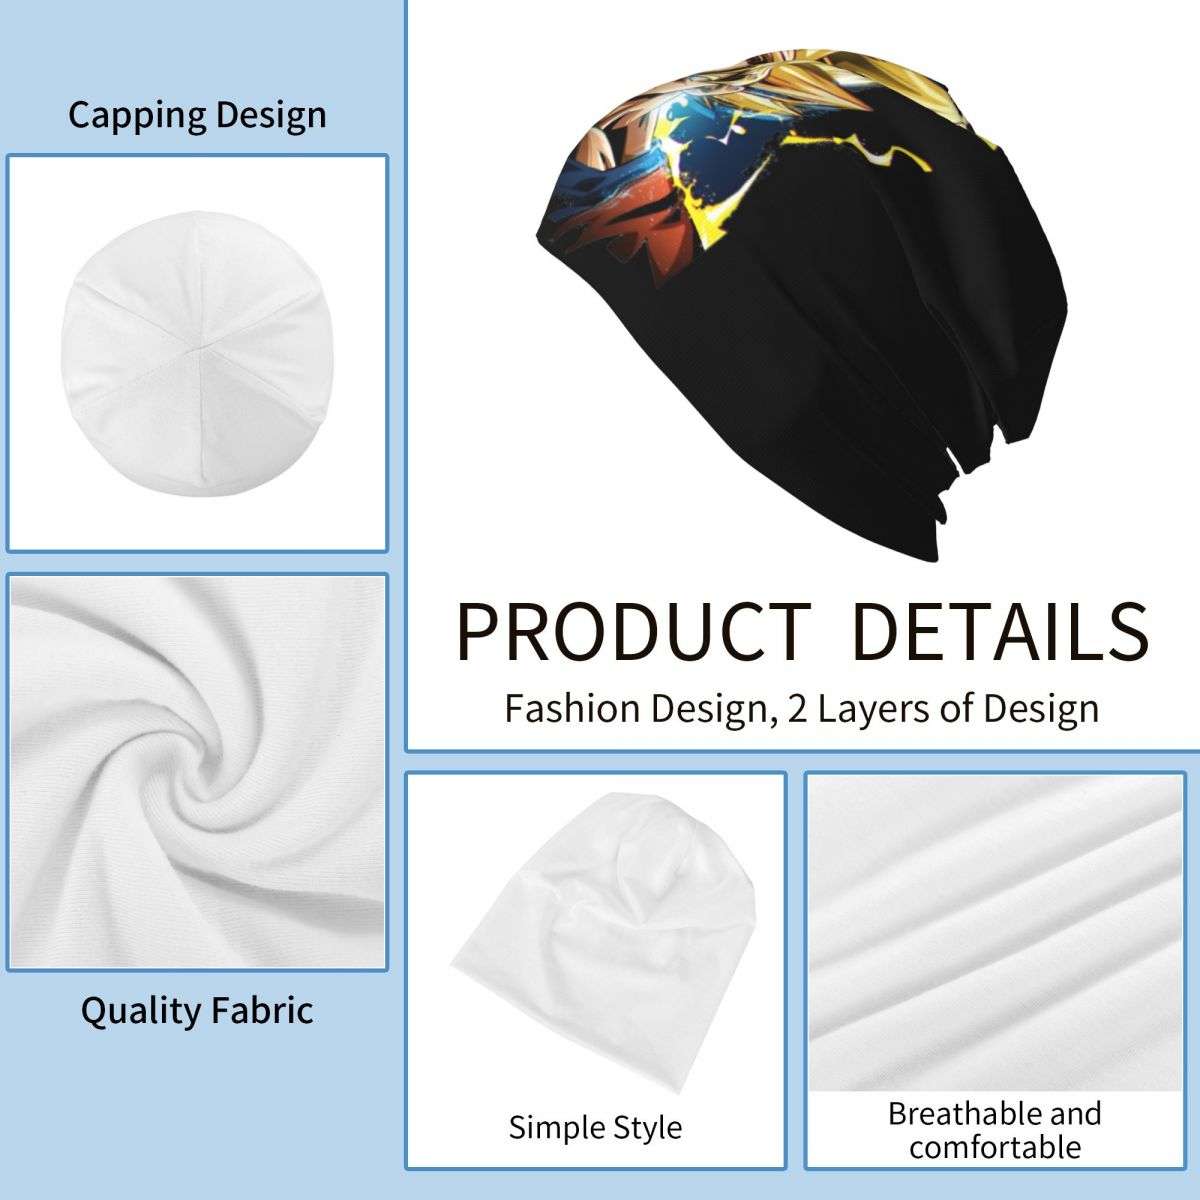 Capping Design
PRODUCT DETAILS
Fashion Design, 2 Layers of Design
Quality Fabric
Simple Style
Breathable and
comfortable